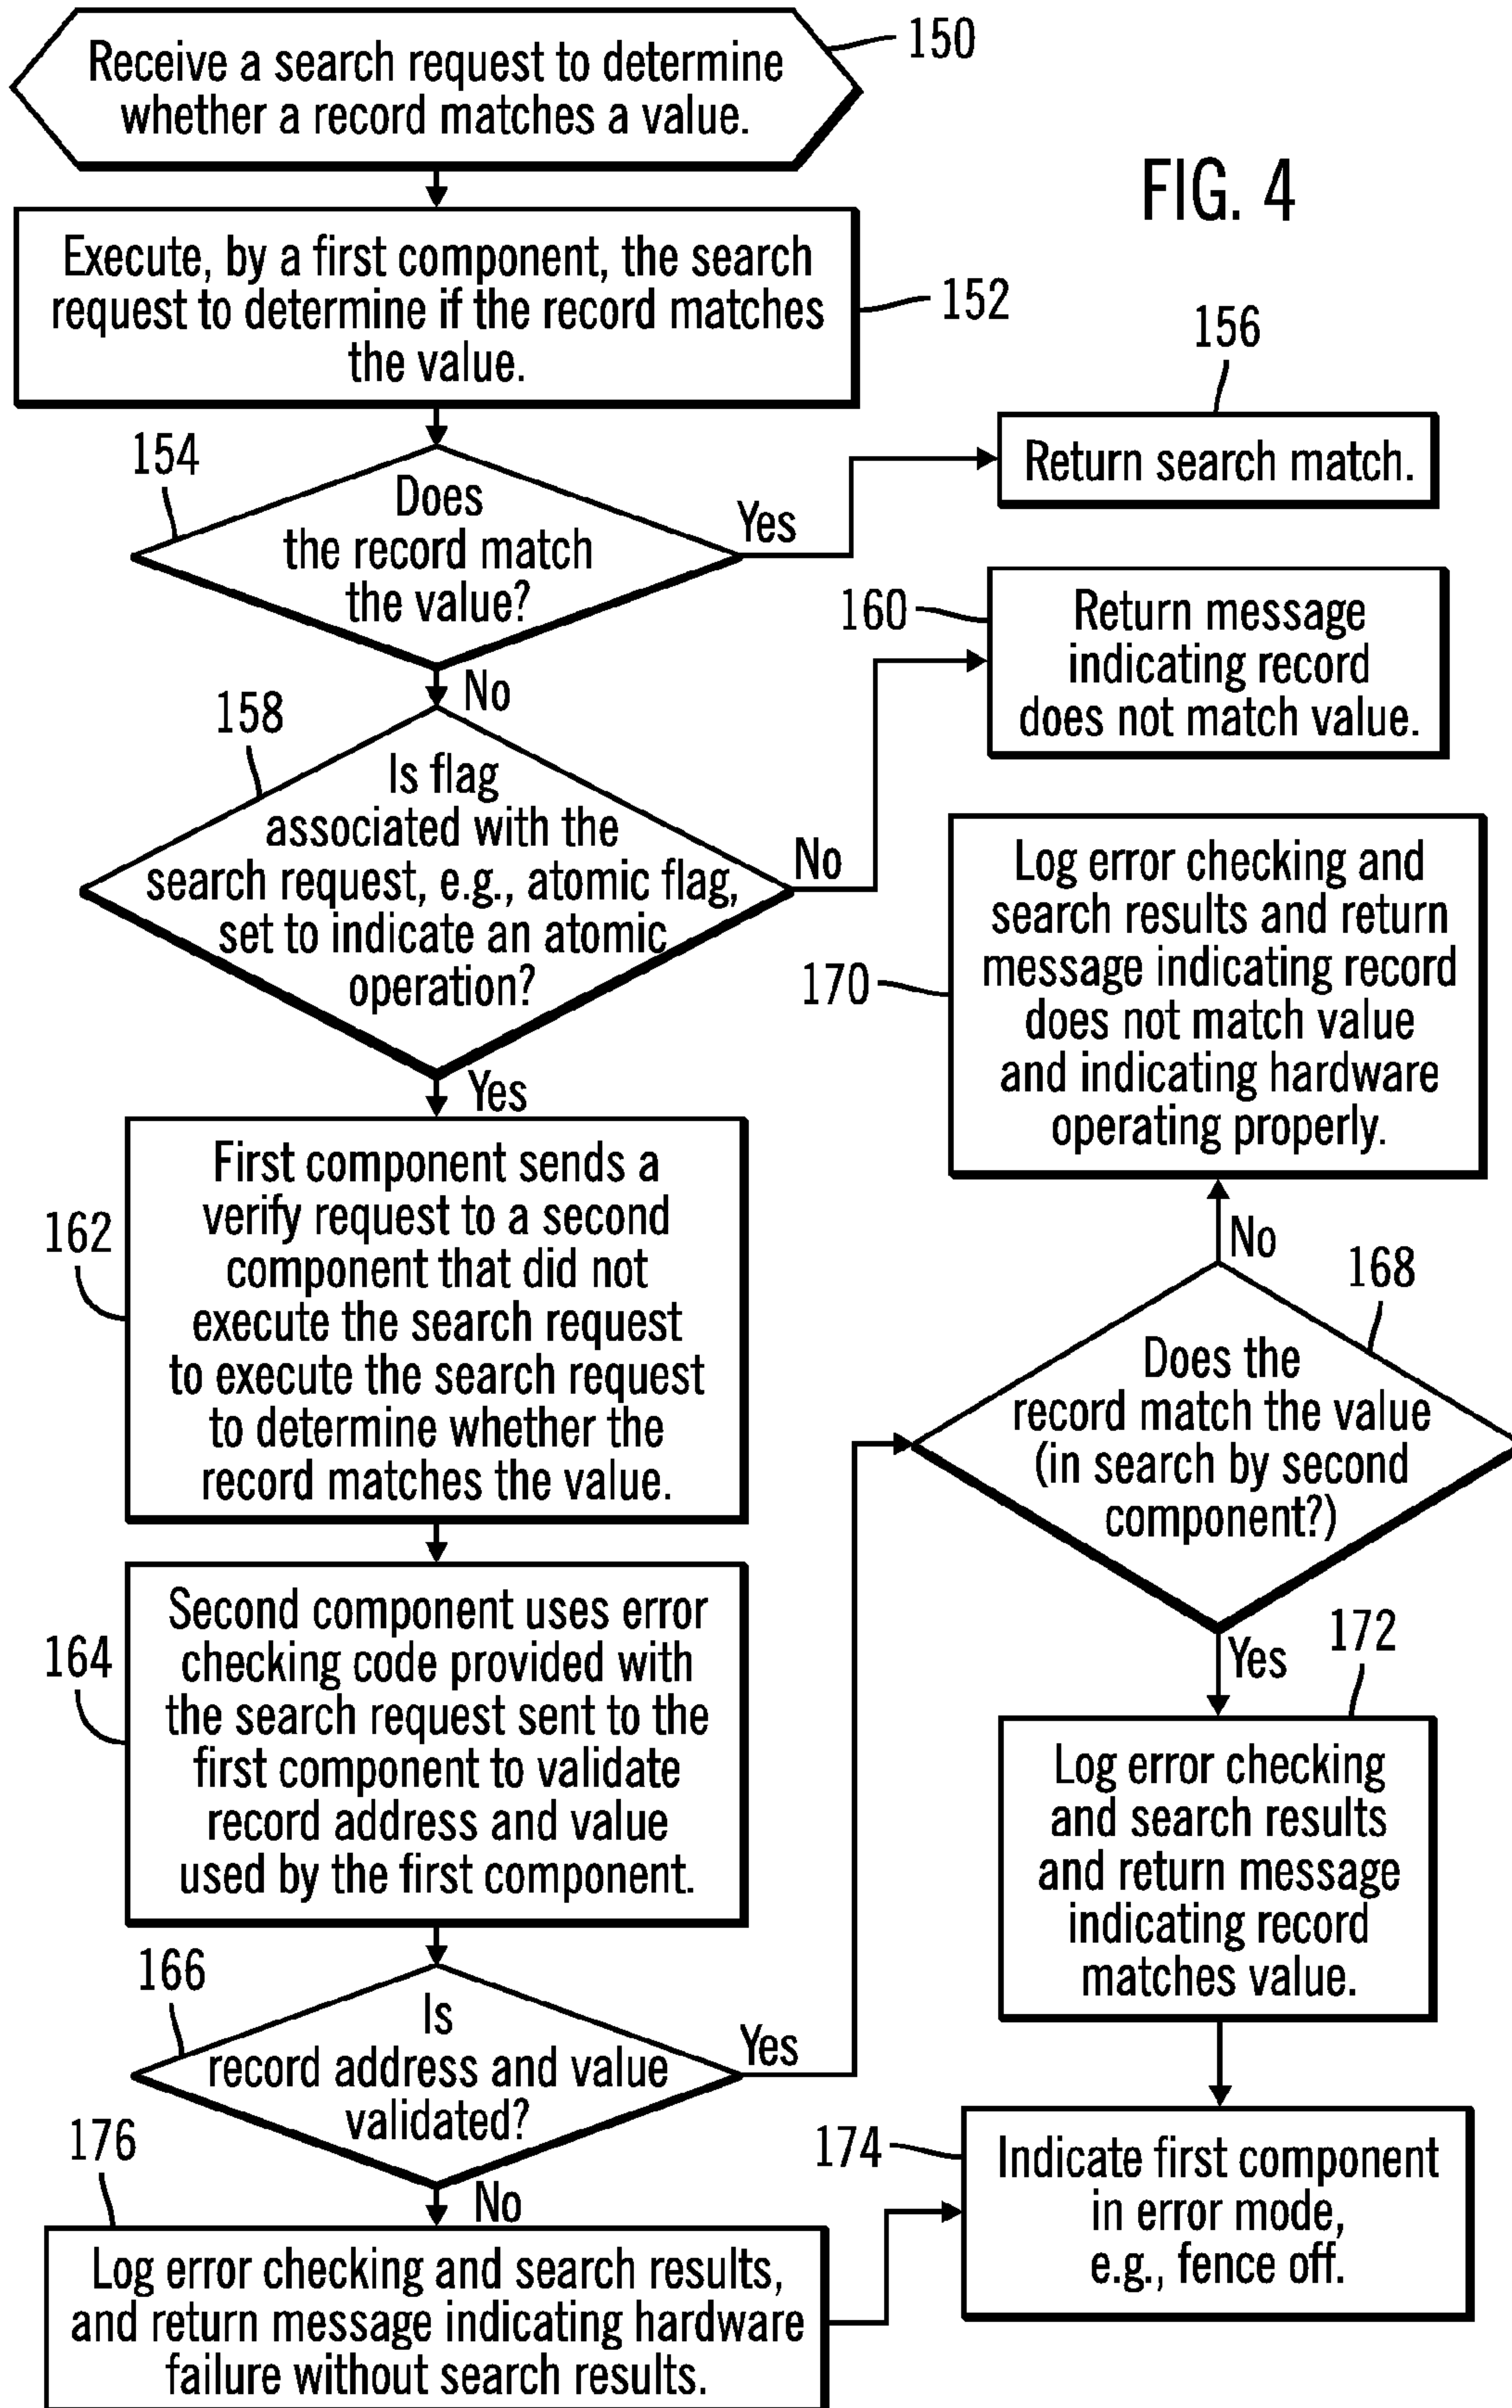 Receive a search request to determine
whether a record matches a value.
150
FIG. 4
Execute, by a first component, the search
request to determine if the record matches
the value.
152
154
Does
the record match
the value?
Yes
156
Return search match.
No
158
Is flag
associated with the
search request, e.g., atomic flag,
set to indicate an atomic
operation?
No
160
Return message
indicating record
does not match value.
Yes
162
First component sends a
verify request to a second
component that did not
execute the search request
to execute the search request
to determine whether the
record matches the value.
164
Second component uses error
checking code provided with
the search request sent to the
first component to validate
record address and value
used by the first component.
166
Is
record address and value
validated?
Yes
No
168
Does the
record match the value
(in search by second
component?)
No
170
Log error checking and
search results and return
message indicating record
does not match value
and indicating hardware
operating properly.
Yes
172
Log error checking
and search results
and return message
indicating record
matches value.
174
Indicate first component
in error mode,
e.g., fence off.
176
Log error checking and search results,
and return message indicating hardware
failure without search results.